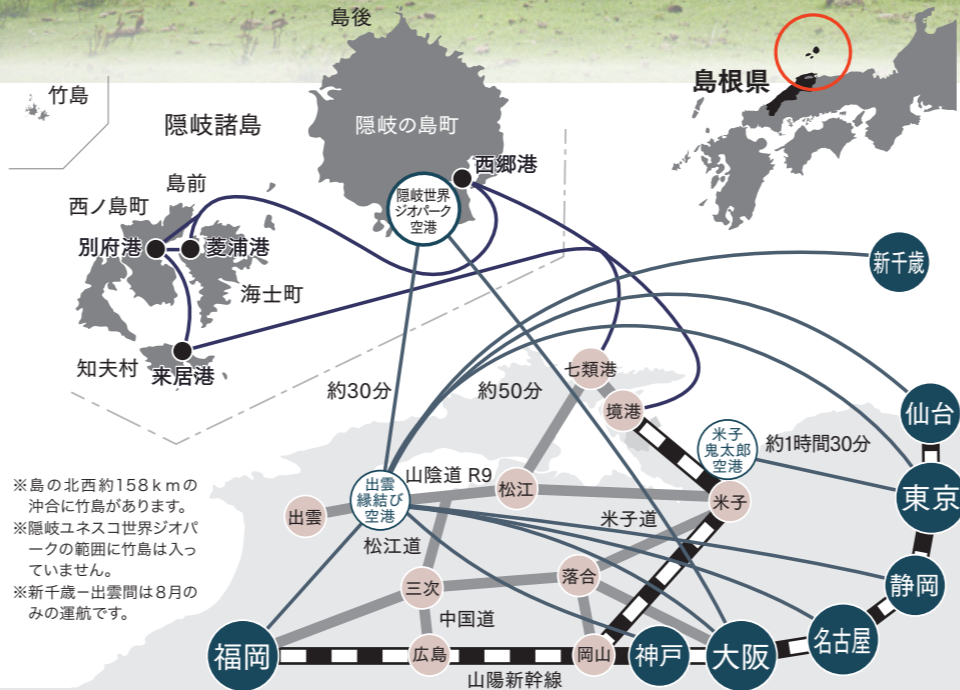 島後
竹島
隠岐諸島
隠岐の島町
島根県
西郷港
隠岐世界
ジオパーク
空港
島前
西ノ島町
別府港
菱浦港
海士町
知夫村
来居港
新千歳
約30分
約50分
七類港
境港
仙台
米子
鬼太郎
空港
約1時間30分
山陰道 R9
出雲
縁結び
空港
松江
米子
東京
出雲
米子道
松江道
三次
落合
静岡
中国道
福岡
広島
岡山
神戸
大阪
名古屋
山陽新幹線
※島の北西約158kmの
沖合に竹島があります。
※隠岐ユネスコ世界ジオパ
ークの範囲に竹島は入っ
ていません。
※新千歳−出雲間は8月の
みの運航です。